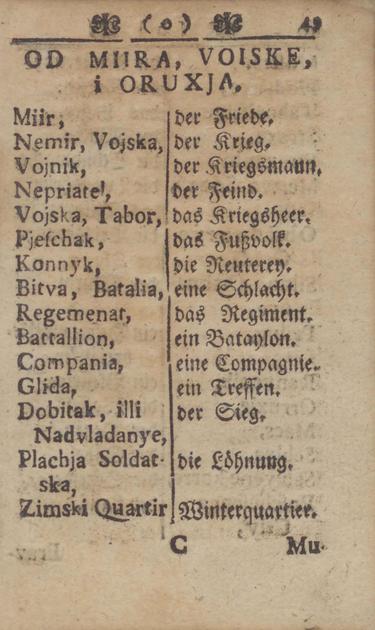 ( o ) 49
OD MIIRA, VOISKE,
i ORUXJA.
Miir, der Friede.
Nemir, Vojska, der Krieg.
Vojnik, der Kriegsmann.
Nepriatel, der Feind.
Vojska, Tabor, das Kriegsheer.
Pjeſchak, das Fußvolk.
Konnyk, die Reuterey.
Bitva, Batalia, eine Schlacht.
Regemenat, das Regiment.
Battallion, ein Bataylon.
Compania, eine Compagnie.
Glida, ein Treffen.
Dobitak, illi der Sieg.
Nadvladanye,
Plachja Soldat- die Löhnung.
ska,
Zimski Quartir Winterquartier.
C Mu-